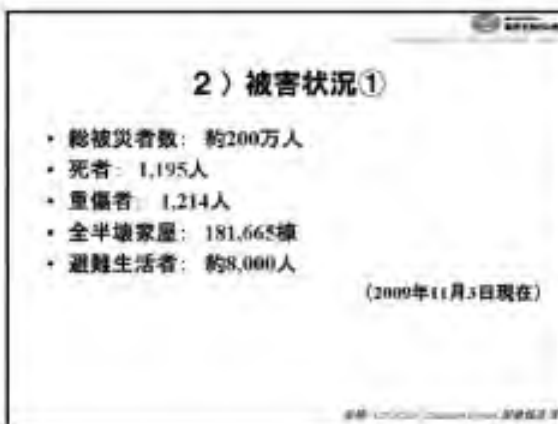 2）被害状況①
・総被災者数： 約200万人
・死者： 1,195人
・重傷者： 1,214人
・全半壊家屋： 181,665棟
・避難生活者： 約8,000人
（2009年11月3日現在）